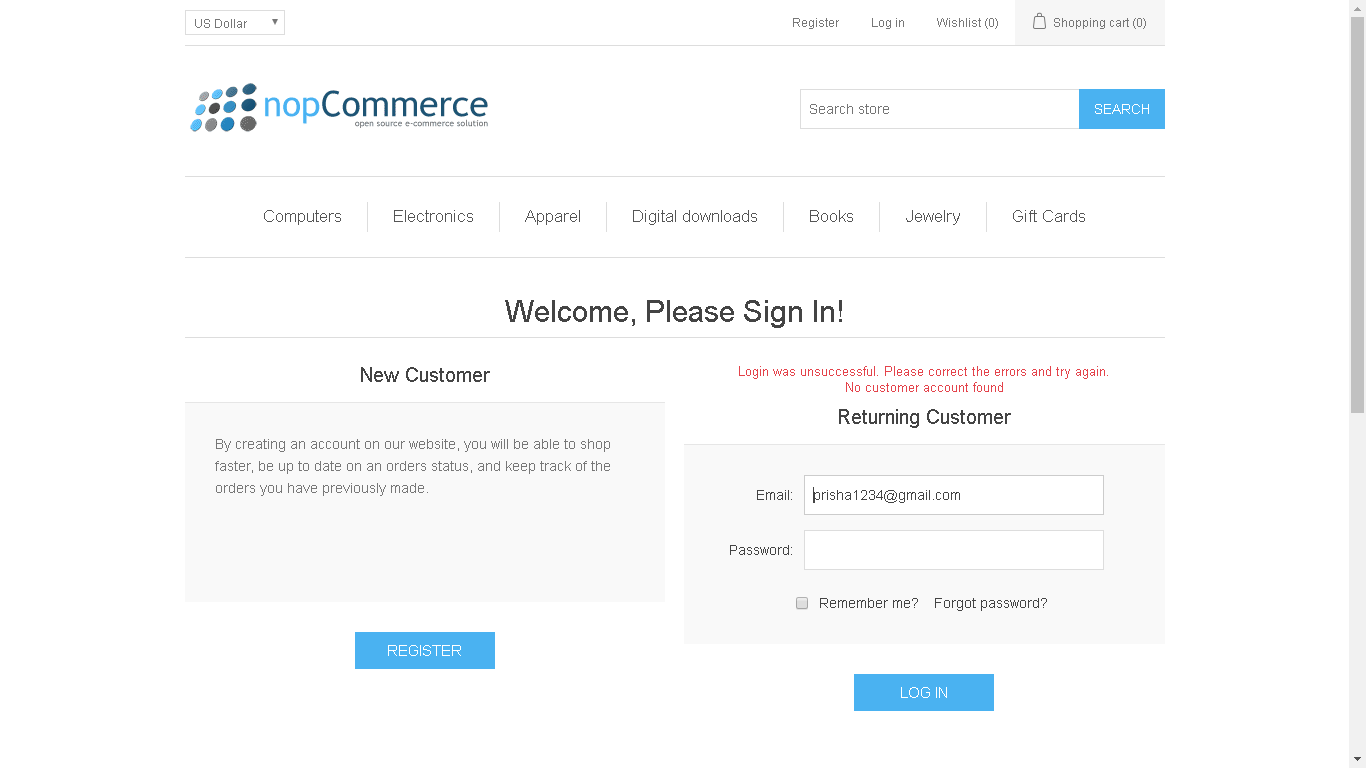 US Dollar
Register Log in Wishlist (0) Shopping cart (0)
nopCommerce
open source e-commerce solution
Search store SEARCH
Computers Electronics Apparel Digital downloads Books Jewelry Gift Cards
Welcome, Please Sign In!
New Customer
By creating an account on our website, you will be able to shop
faster, be up to date on an orders status, and keep track of the
orders you have previously made.
REGISTER
Login was unsuccessful. Please correct the errors and try again.
No customer account found
Returning Customer
Email: prisha1234@gmail.com
Password:
Remember me? Forgot password?
LOG IN